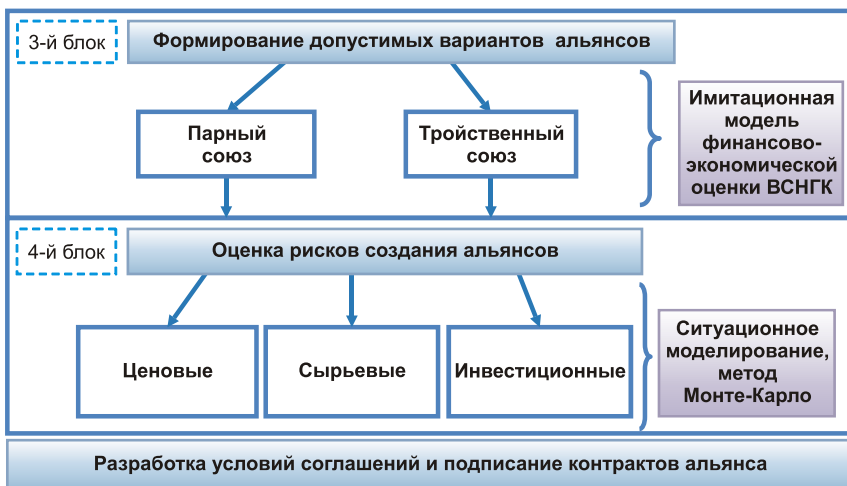 3-й блок
Формирование допустимых вариантов альянсов
Парный
союз
Тройственный
союз
Имитационная
модель
финансово-
экономической
оценки ВСНГК
4-й блок
Оценка рисков создания альянсов
Ценовые
Сырьевые
Инвестиционные
Ситуационное
моделирование,
метод
Монте-Карло
Разработка условий соглашений и подписание контрактов альянса